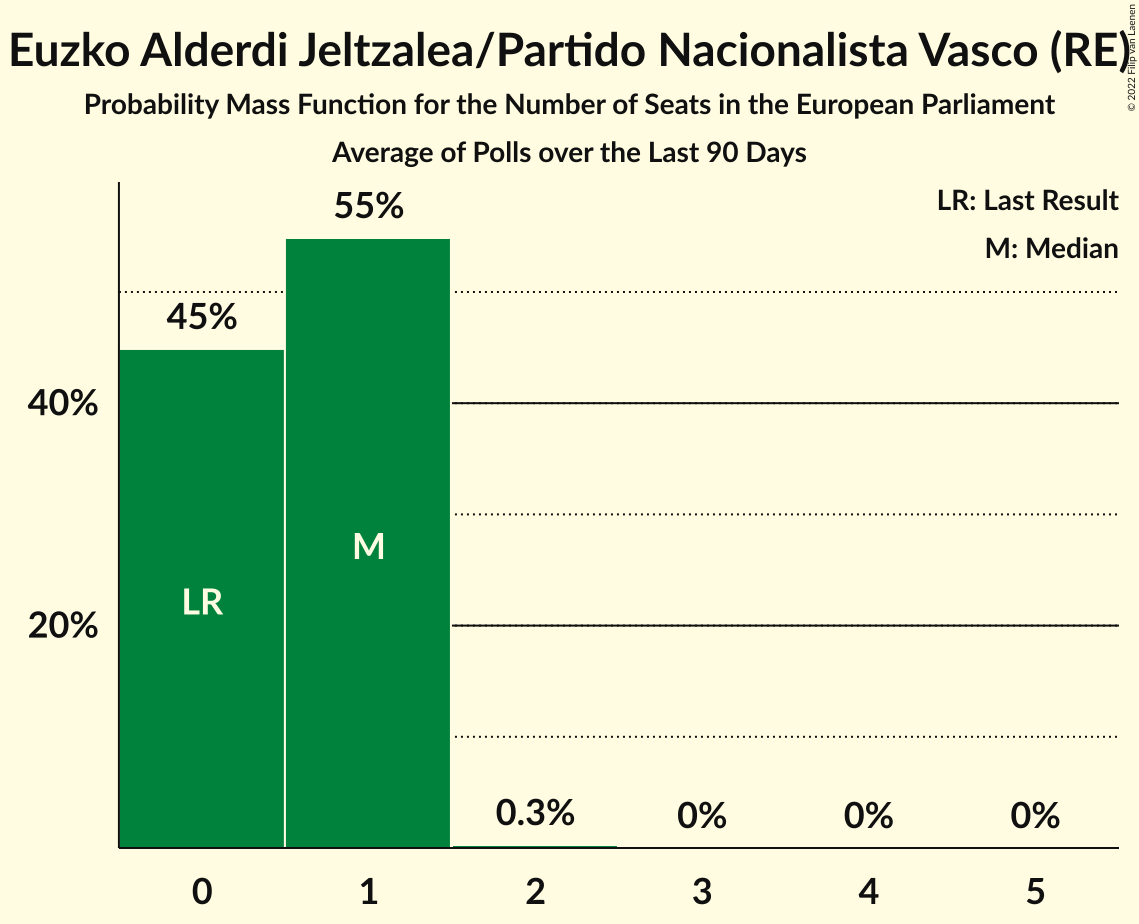 Euzko Alderdi Jeltzalea/Partido Nacionalista Vasco (RE)
© 2022 Filip van Laenen
Probability Mass Function for the Number of Seats in the European Parliament
Average of Polls over the Last 90 Days
LR: Last Result
M: Median
55%
45%
40%
M
LR
20%
0.3%
0%
0%
0%
0
1
2
3
4
5